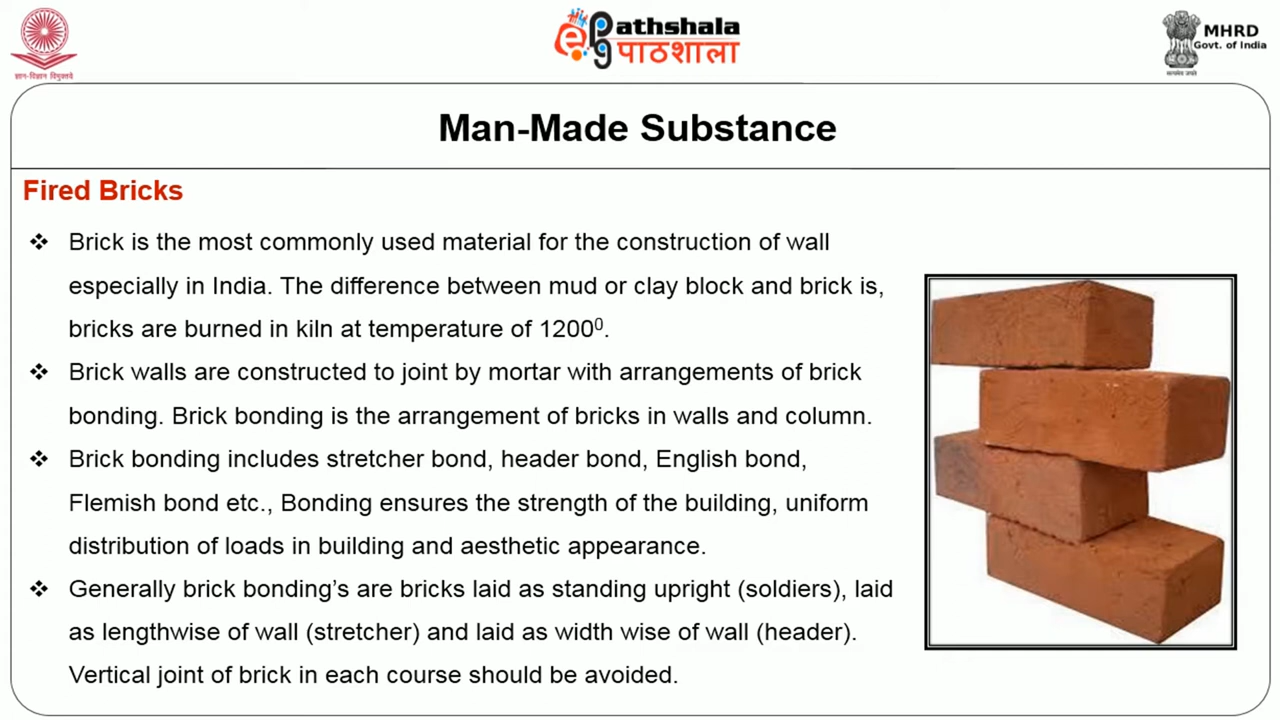 ज्ञान-विज्ञान विमुक्तये
ePG Pathshala
पाठशाला
MHRD
Govt. of India
सत्यमेव जयते
Man-Made Substance
Fired Bricks
❖ Brick is the most commonly used material for the construction of wall
especially in India. The difference between mud or clay block and brick is,
bricks are burned in kiln at temperature of 1200⁰.
❖ Brick walls are constructed to joint by mortar with arrangements of brick
bonding. Brick bonding is the arrangement of bricks in walls and column.
❖ Brick bonding includes stretcher bond, header bond, English bond,
Flemish bond etc., Bonding ensures the strength of the building, uniform
distribution of loads in building and aesthetic appearance.
❖ Generally brick bonding's are bricks laid as standing upright (soldiers), laid
as lengthwise of wall (stretcher) and laid as width wise of wall (header).
Vertical joint of brick in each course should be avoided.